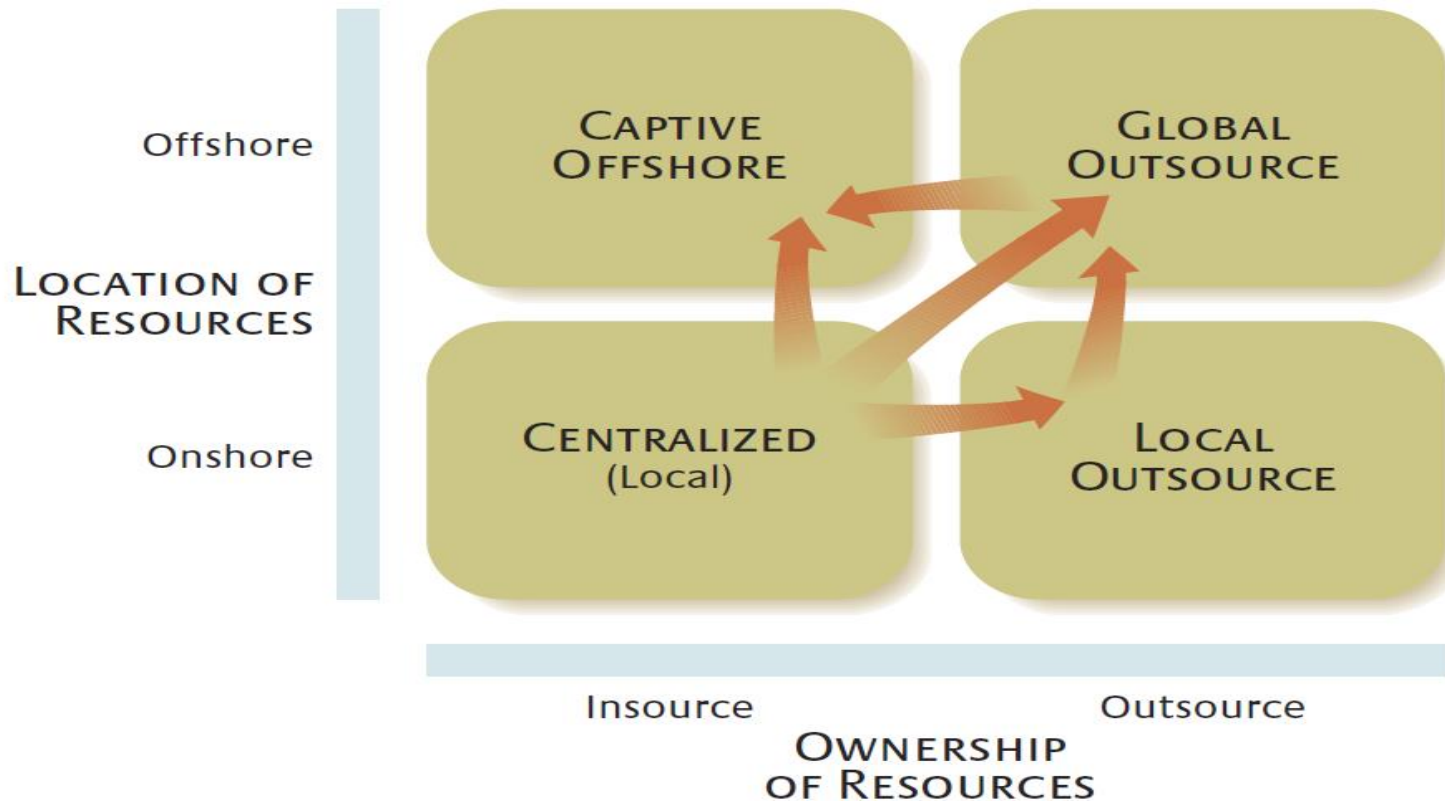 Offshore
CAPTIVE
OFFSHORE
GLOBAL
OUTSOURCE
LOCATION OF
RESOURCES
Onshore
CENTRALIZED
(Local)
LOCAL
OUTSOURCE
Insource
Outsource
OWNERSHIP
OF RESOURCES